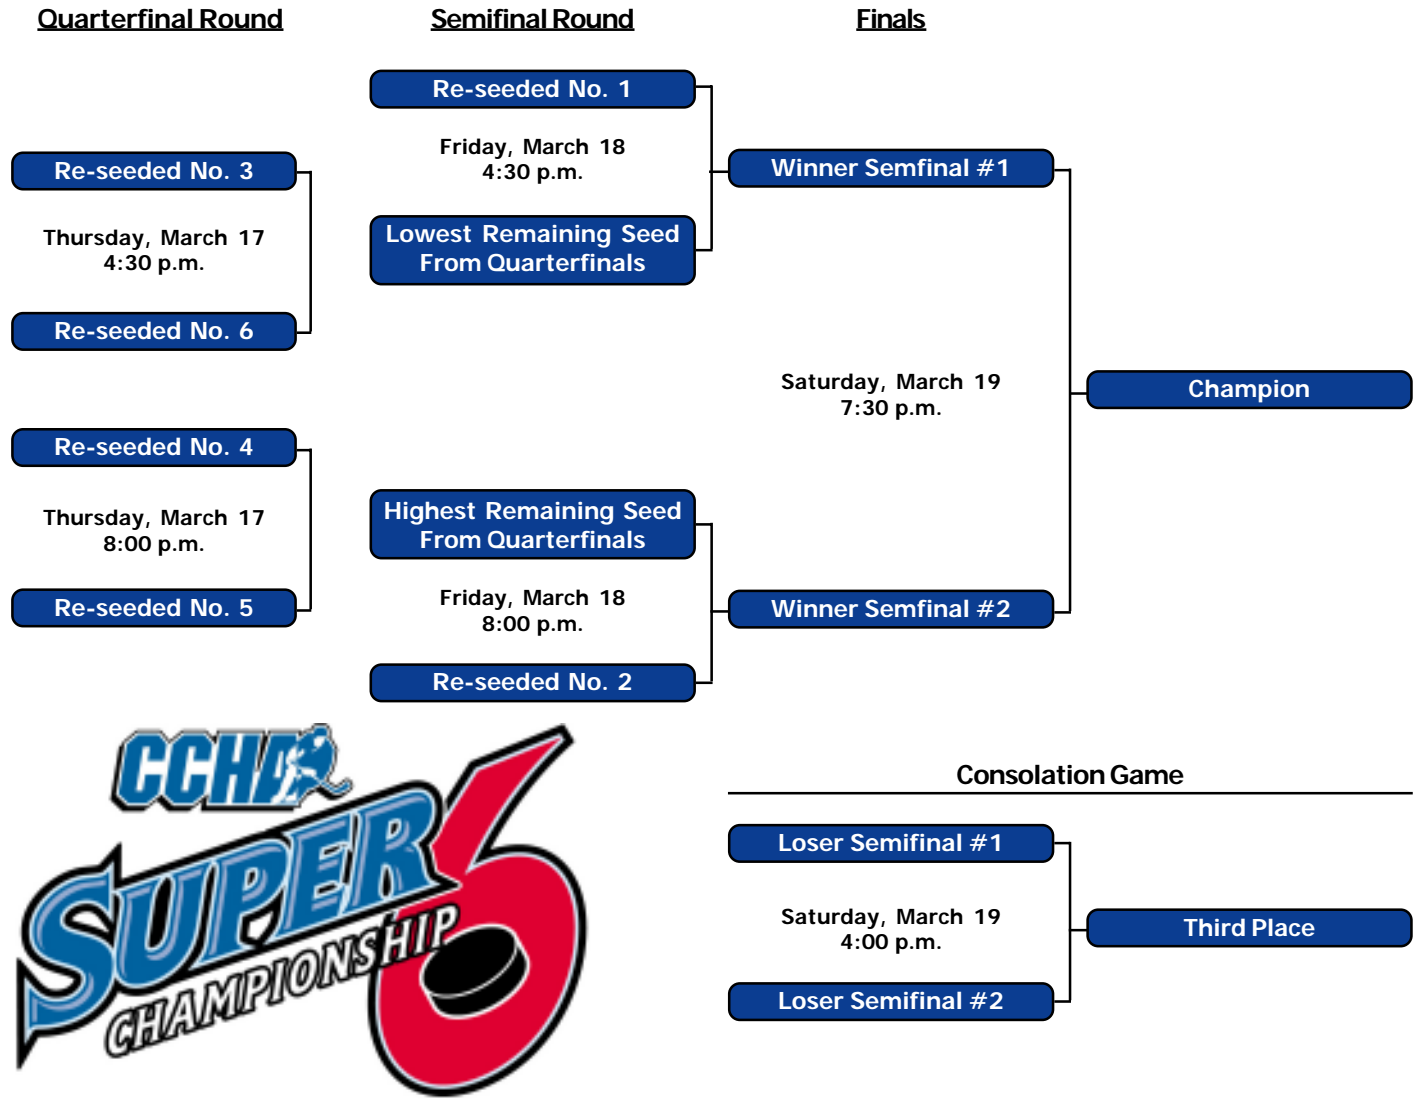 Quarterfinal Round
Semifinal Round
Finals
Re-seeded No. 3
Thursday, March 17
4:30 p.m.
Re-seeded No. 6
Re-seeded No. 4
Thursday, March 17
8:00 p.m.
Re-seeded No. 5
Re-seeded No. 1
Friday, March 18
4:30 p.m.
Lowest Remaining Seed
From Quarterfinals
Highest Remaining Seed
From Quarterfinals
Friday, March 18
8:00 p.m.
Re-seeded No. 2
Winner Semfinal #1
Saturday, March 19
7:30 p.m.
Winner Semfinal #2
Champion
CCHA
SUPER 6
CHAMPIONSHIP
Consolation Game
Loser Semifinal #1
Saturday, March 19
4:00 p.m.
Loser Semifinal #2
Third Place